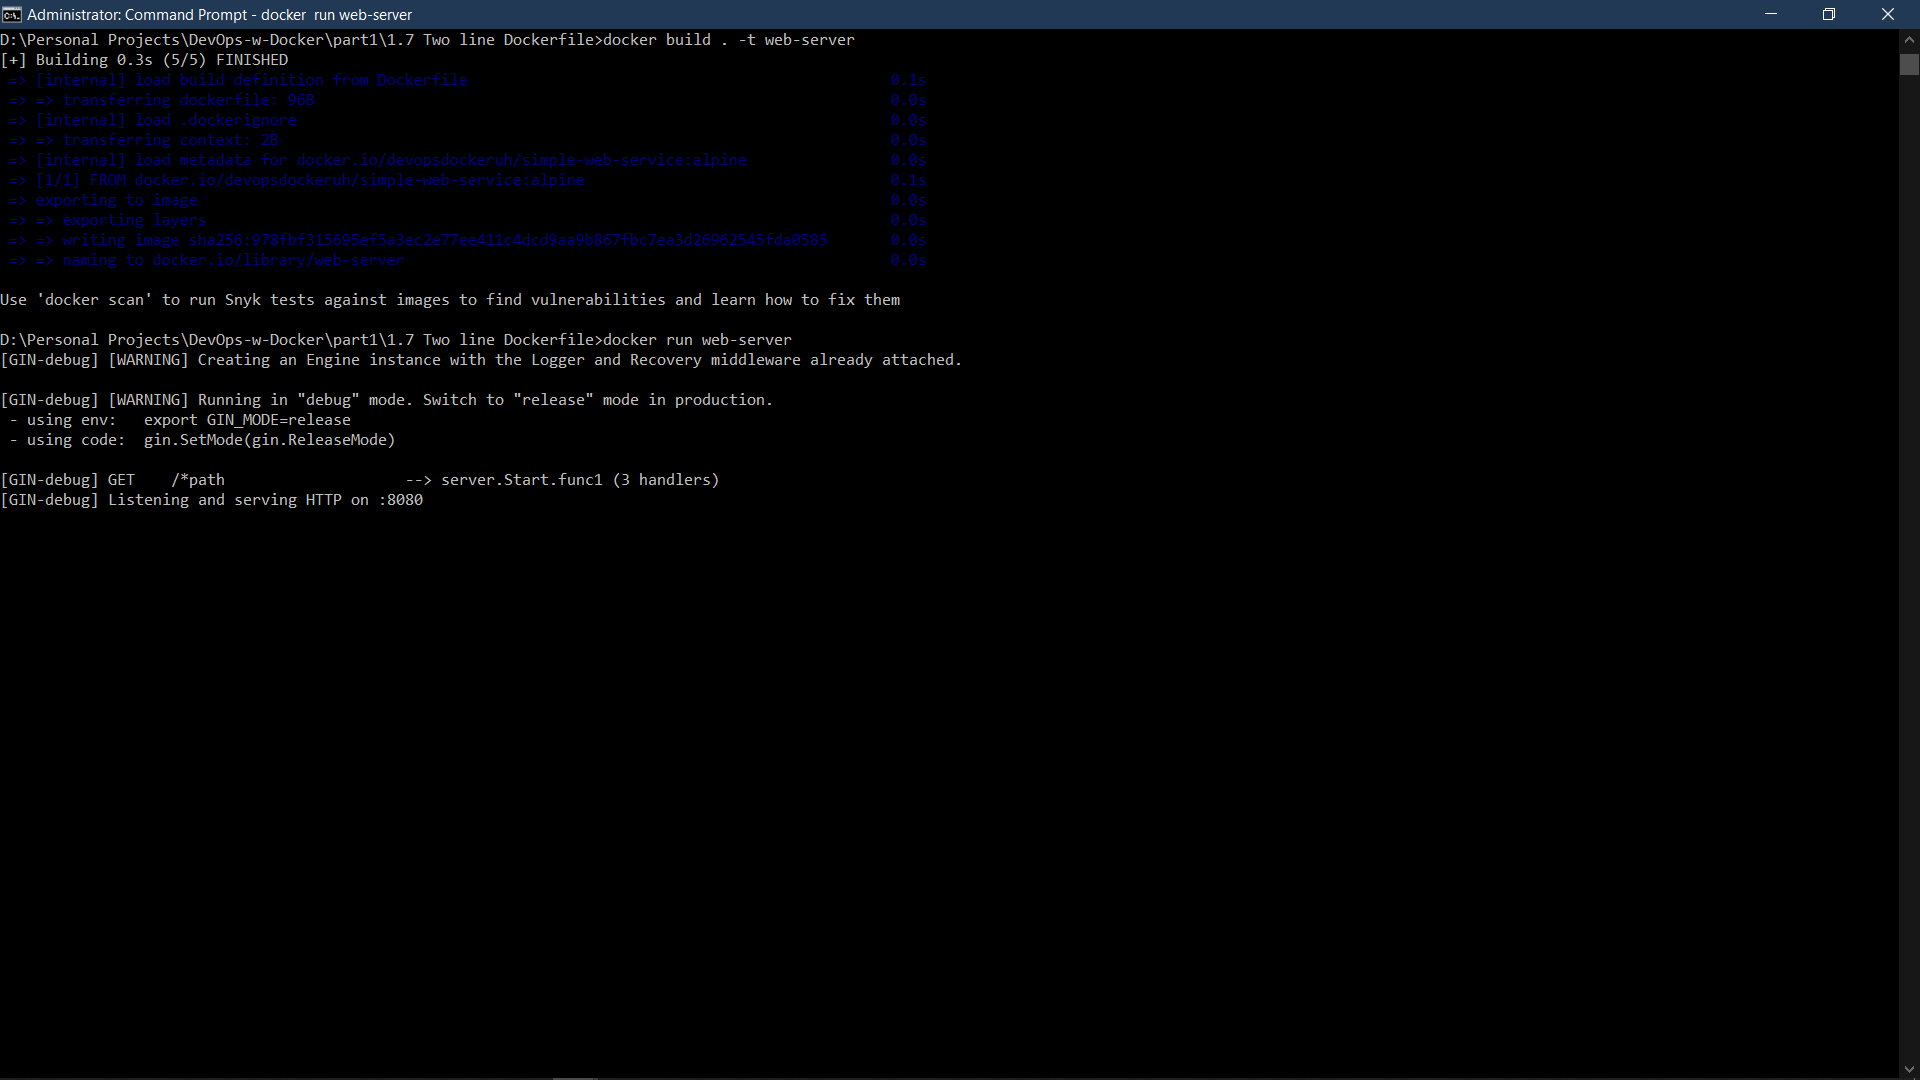 Administrator: Command Prompt - docker  run web-server
D:\Personal Projects\DevOps-w-Docker\part1\1.7 Two line Dockerfile>docker build . -t web-server
[+] Building 0.3s (5/5) FINISHED
=> [internal] load build definition from Dockerfile 0.1s
=> => transferring dockerfile: 96B 0.0s
=> [internal] load .dockerignore 0.0s
=> => transferring context: 2B 0.0s
=> [internal] load metadata for docker.io/devopsdockeruh/simple-web-service:alpine 0.0s
=> [1/1] FROM docker.io/devopsdockeruh/simple-web-service:alpine 0.1s
=> exporting to image 0.0s
=> => exporting layers 0.0s
=> => writing image sha256:978fbf315695ef5a3ec2e77ee411c4dcd9aa9b867fbc7ea3d26962545fda0585 0.0s
=> => naming to docker.io/library/web-server 0.0s
Use 'docker scan' to run Snyk tests against images to find vulnerabilities and learn how to fix them
D:\Personal Projects\DevOps-w-Docker\part1\1.7 Two line Dockerfile>docker run web-server
[GIN-debug] [WARNING] Creating an Engine instance with the Logger and Recovery middleware already attached.
[GIN-debug] [WARNING] Running in "debug" mode. Switch to "release" mode in production.
- using env:   export GIN_MODE=release
- using code:  gin.SetMode(gin.ReleaseMode)
[GIN-debug] GET    /*path                    --> server.Start.func1 (3 handlers)
[GIN-debug] Listening and serving HTTP on :8080